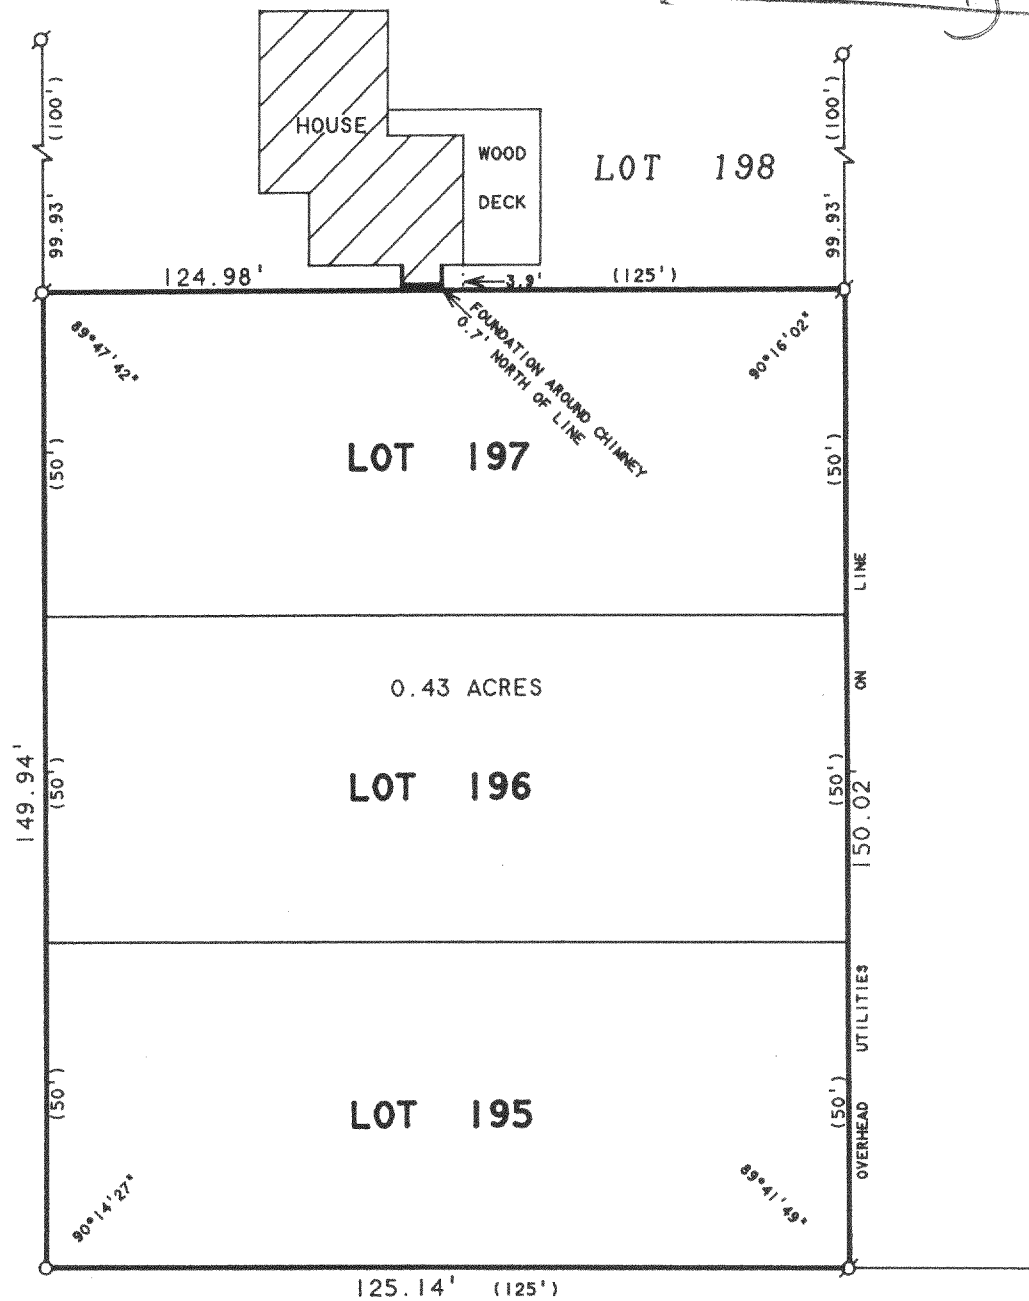 (100')
(100')
HOUSE
WOOD
DECK
LOT 198
99.93'
99.93'
124.98'
3.9'
(125')
FOUNDATION AROUND CHIMNEY
0.7' NORTH OF LINE
89°47'42"
90°16'02"
LOT 197
(50')
(50')
0.43 ACRES
149.94'
(50')
LOT 196
(50')
150.02'
OVERHEAD UTILITIES ON LINE
(50')
LOT 195
(50')
90°14'27"
89°41'49"
125.14' (125')